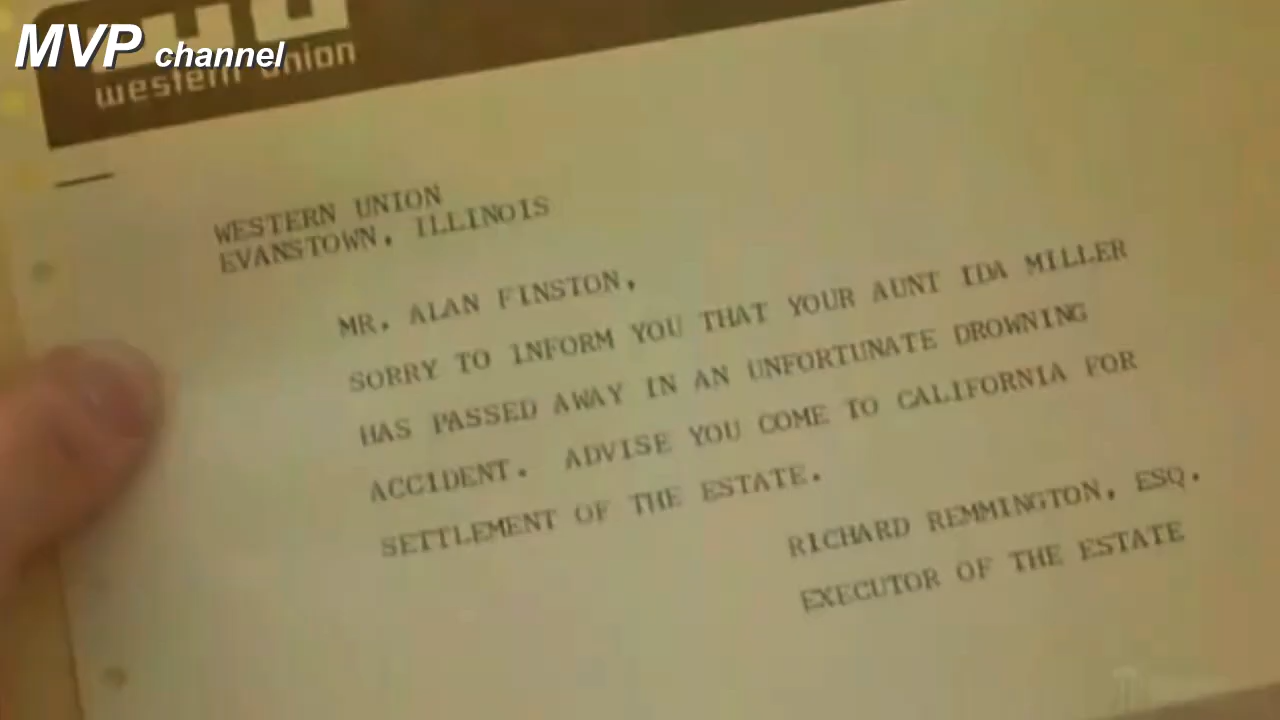 MVP channel
western union
WESTERN UNION
EVANSTOWN, ILLINOIS
MR. ALAN FINSTON,
SORRY TO INFORM YOU THAT YOUR AUNT IDA MILLER
HAS PASSED AWAY IN AN UNFORTUNATE DROWNING
ACCIDENT. ADVISE YOU COME TO CALIFORNIA FOR
SETTLEMENT OF THE ESTATE.
RICHARD REMMINGTON, ESQ.
EXECUTOR OF THE ESTATE